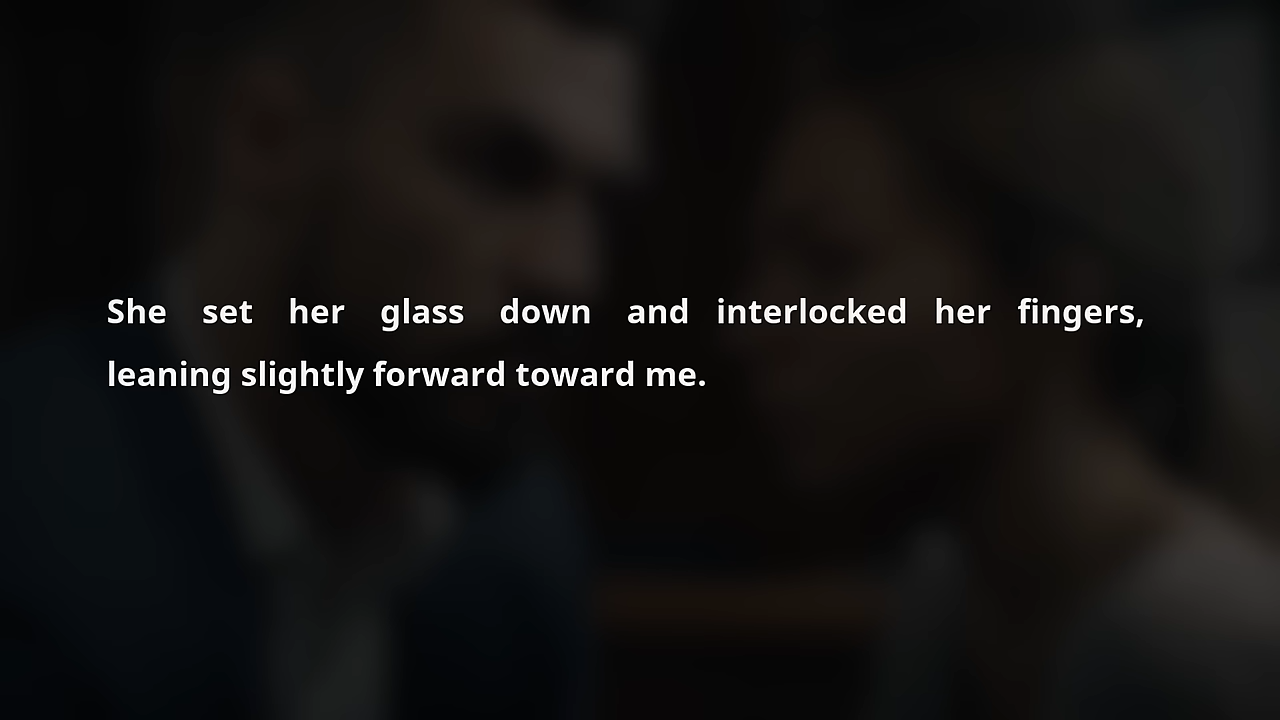 She set her glass down and interlocked her fingers,
leaning slightly forward toward me.